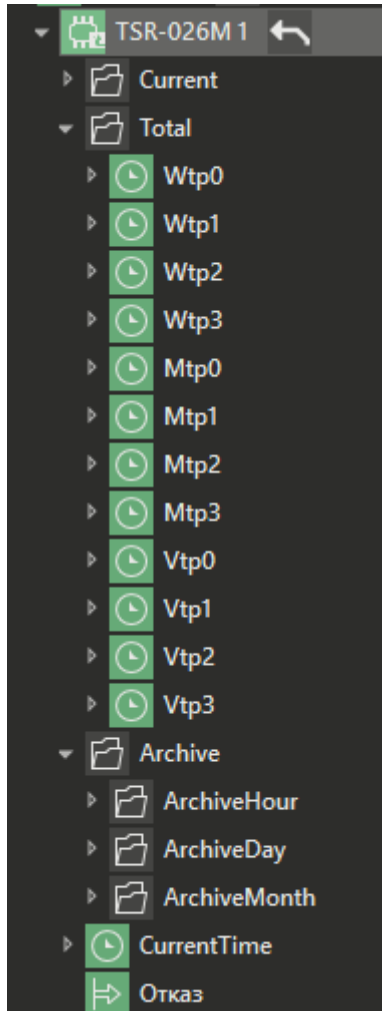 TSR-026M 1
Current
Total
Wtp0
Wtp1
Wtp2
Wtp3
Mtp0
Mtp1
Mtp2
Mtp3
Vtp0
Vtp1
Vtp2
Vtp3
Archive
ArchiveHour
ArchiveDay
ArchiveMonth
CurrentTime
Отказ